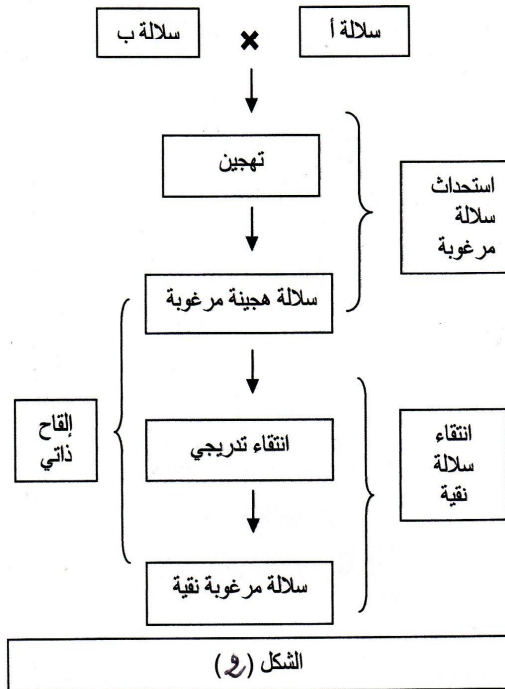 سلالة أ
×
سلالة ب
تهجين
استحداث
سلالة
مرغوبة
سلالة هجينة مرغوبة
إلقاح
ذاتي
انتقاء تدريجي
انتقاء
سلالة
نقية
سلالة مرغوبة نقية
الشكل (2)